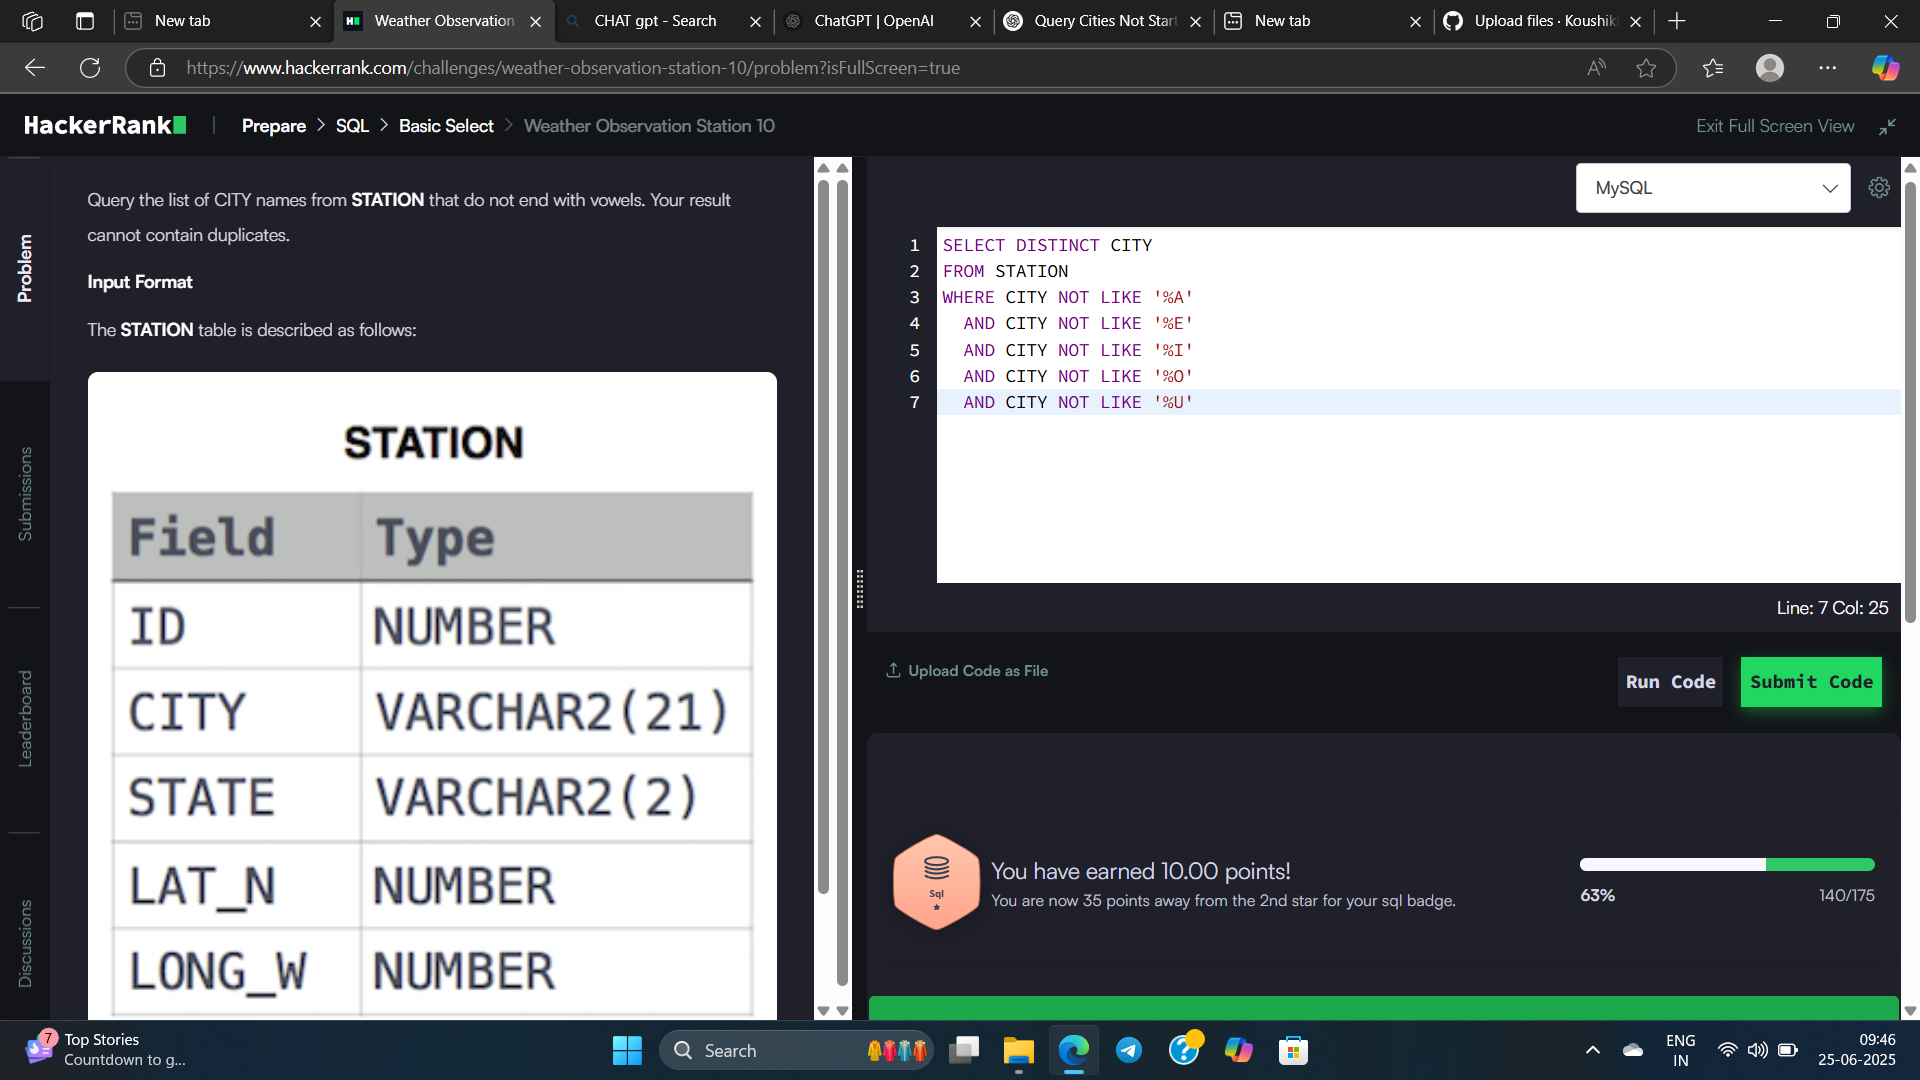 New tab
Weather Observation
CHAT gpt - Search
ChatGPT | OpenAI
Query Cities Not Start
New tab
Upload files · Koushik
https://www.hackerrank.com/challenges/weather-observation-station-10/problem?isFullScreen=true
HackerRank
Prepare > SQL > Basic Select > Weather Observation Station 10
Exit Full Screen View
Problem
Submissions
Leaderboard
Discussions
Query the list of CITY names from STATION that do not end with vowels. Your result
cannot contain duplicates.
Input Format
The STATION table is described as follows:
STATION
Field Type
ID NUMBER
CITY VARCHAR2(21)
STATE VARCHAR2(2)
LAT_N NUMBER
LONG_W NUMBER
MySQL
1 SELECT DISTINCT CITY
2 FROM STATION
3 WHERE CITY NOT LIKE '%A'
4 AND CITY NOT LIKE '%E'
5 AND CITY NOT LIKE '%I'
6 AND CITY NOT LIKE '%O'
7 AND CITY NOT LIKE '%U'
Line: 7 Col: 25
Upload Code as File
Run Code
Submit Code
Sql
You have earned 10.00 points!
You are now 35 points away from the 2nd star for your sql badge.
63%
140/175
7
Top Stories
Countdown to g...
Search
ENG
IN
09:46
25-06-2025